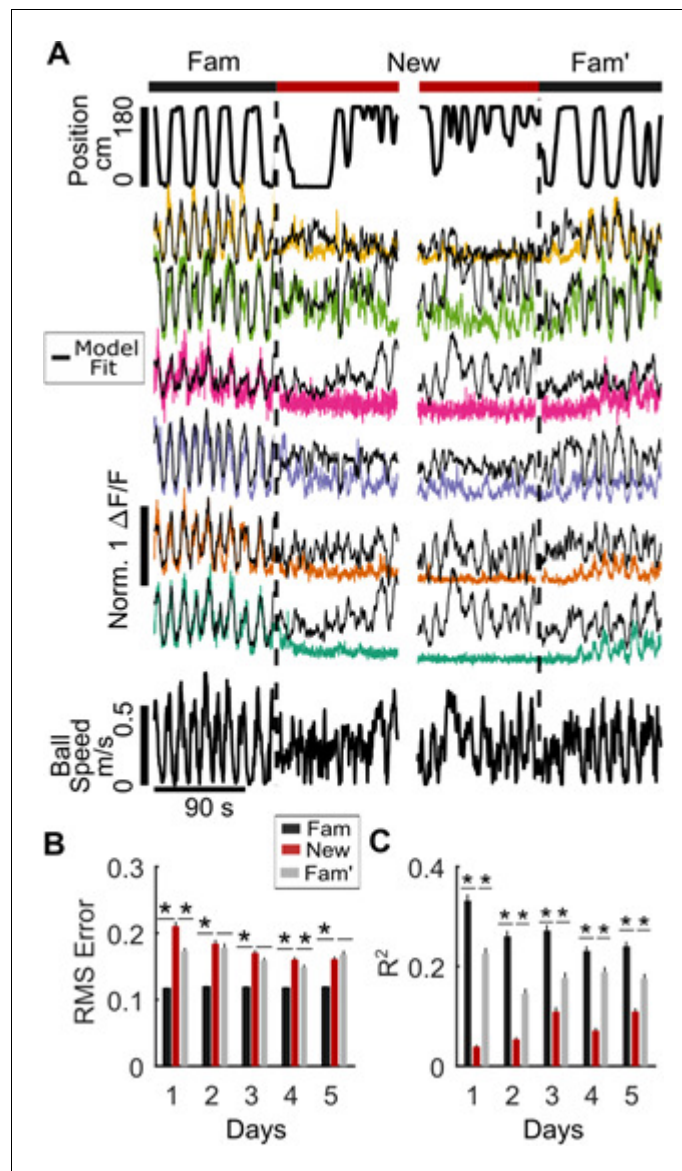 A
Fam
New
Fam'
Position
cm
0 180
Model
Fit
Norm. 1 ΔF/F
Ball
Speed
m/s
0 0.5
90 s
B
Fam
New
Fam'
C
RMS Error
0.3
0.2
0.1
0
* * * * * * * 
1 2 3 4 5
Days
R²
0.4
0.2
0
* * * * * * * * * *
1 2 3 4 5
Days